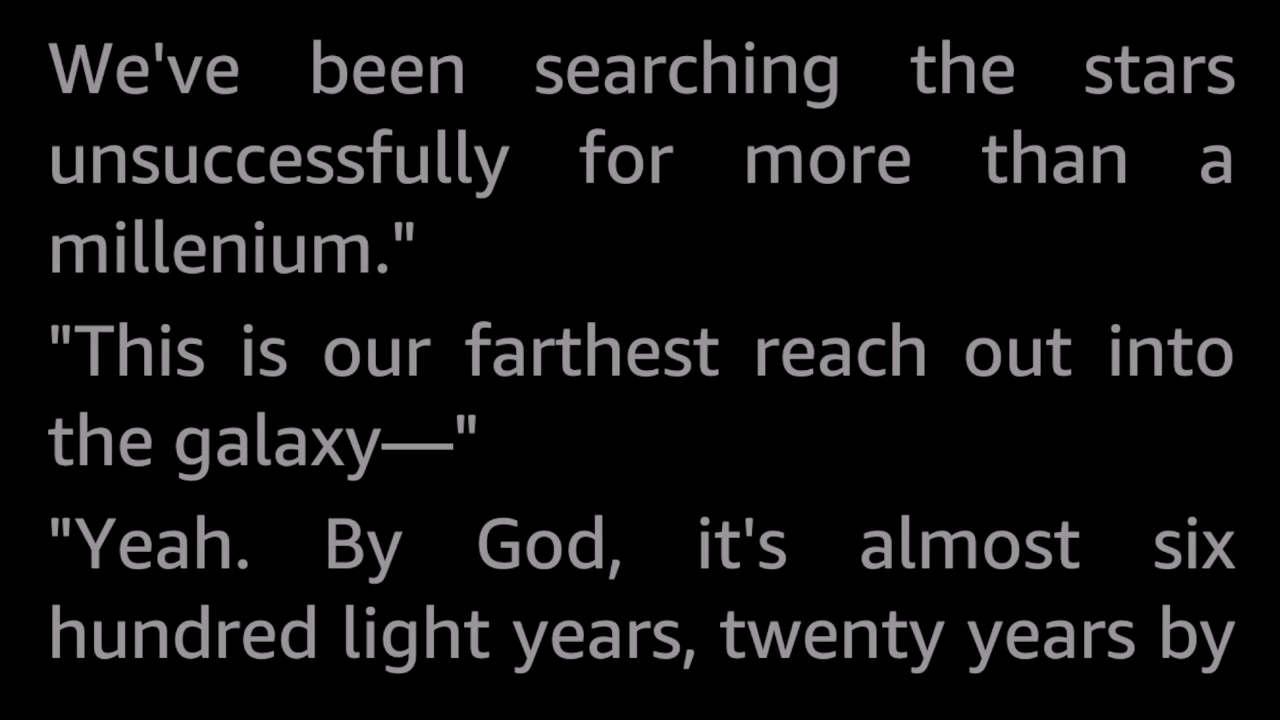 We've been searching the stars
unsuccessfully for more than a
millenium."
"This is our farthest reach out into
the galaxy—"
"Yeah. By God, it's almost six
hundred light years, twenty years by